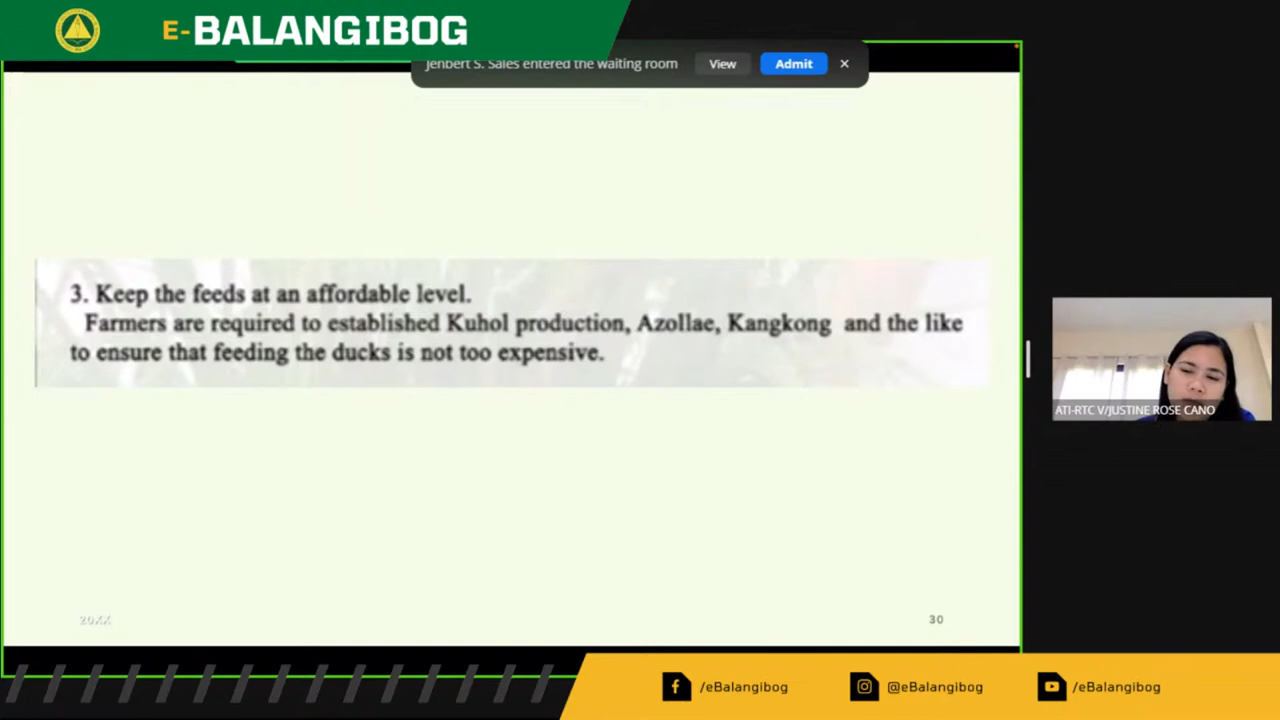 E-BALANGIBOG
Jenbert S. Sales entered the waiting room
View
Admit
3. Keep the feeds at an affordable level.
Farmers are required to established Kuhol production, Azollae, Kangkong and the like
to ensure that feeding the ducks is not too expensive.
ATI-RTC V/JUSTINE ROSE CANO
20XX
30
/eBalangibog
@eBalangibog
/eBalangibog